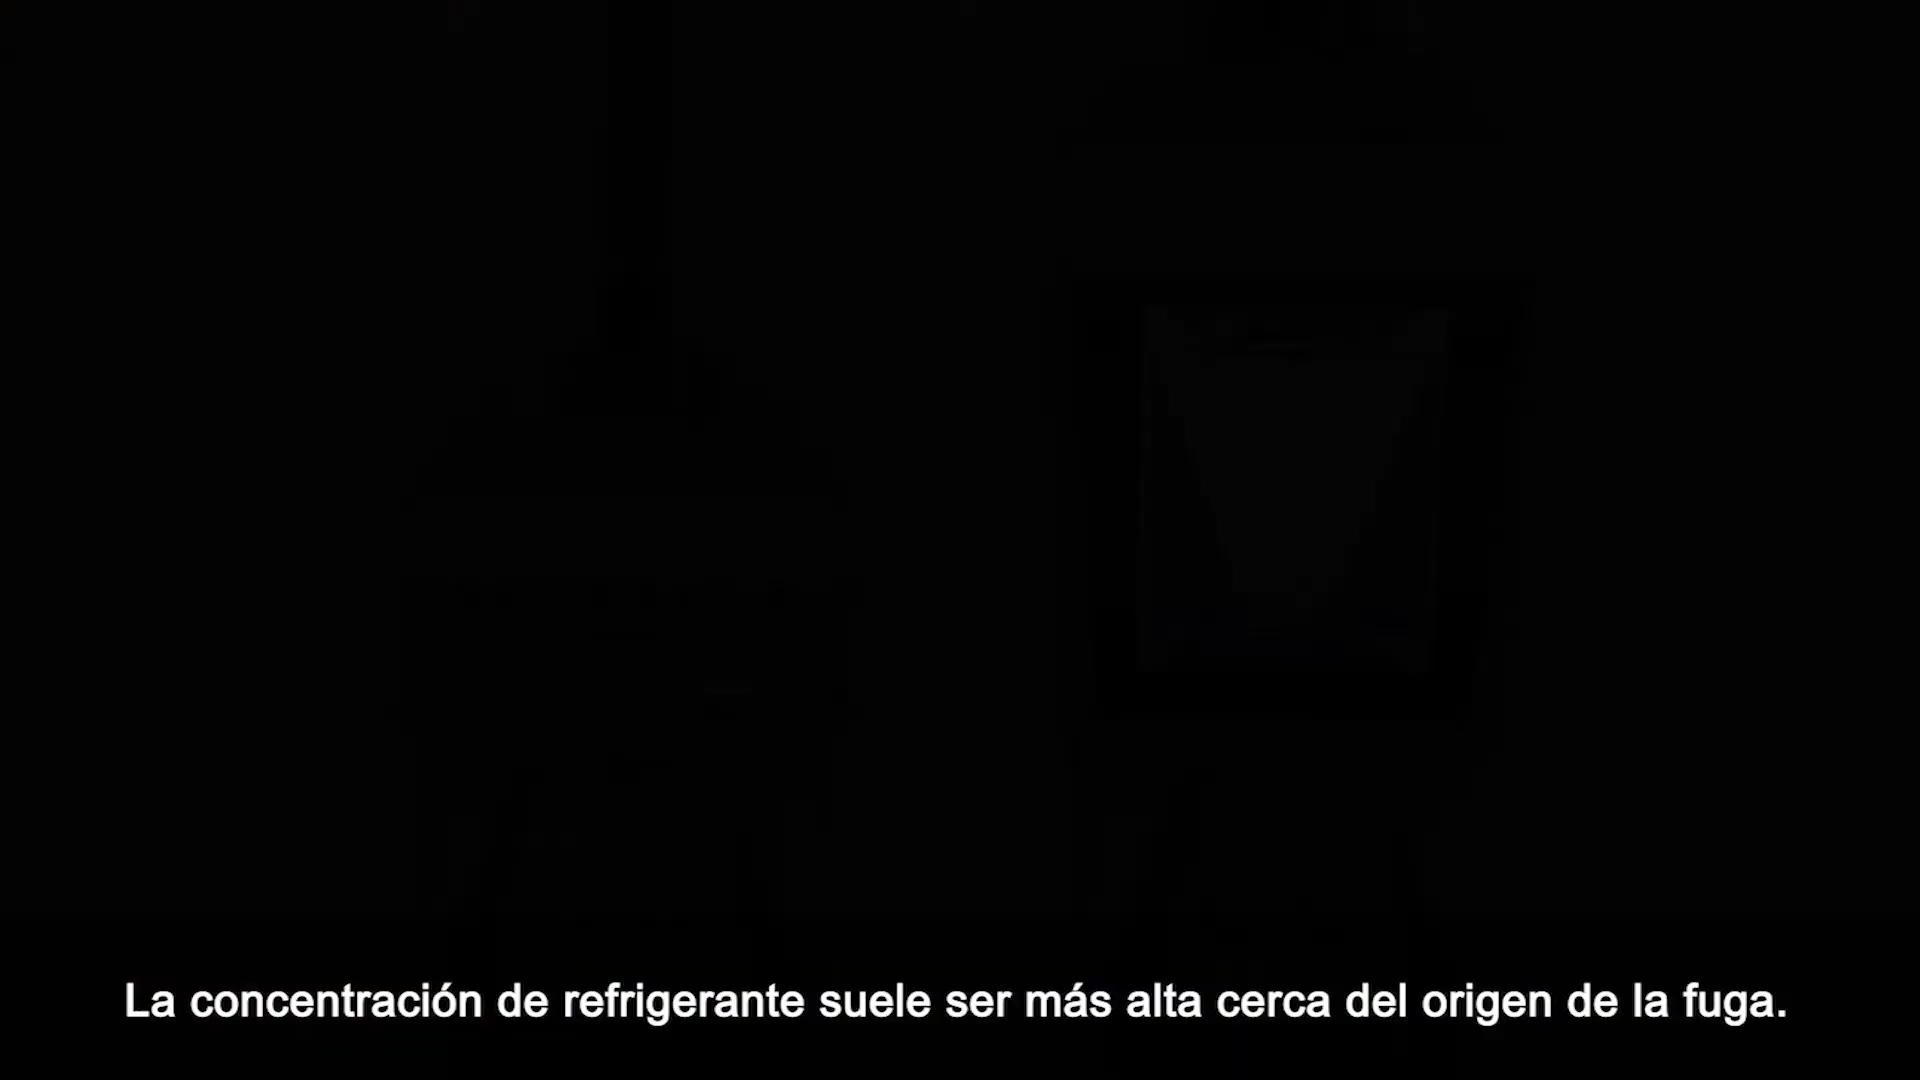 La concentración de refrigerante suele ser más alta cerca del origen de la fuga.